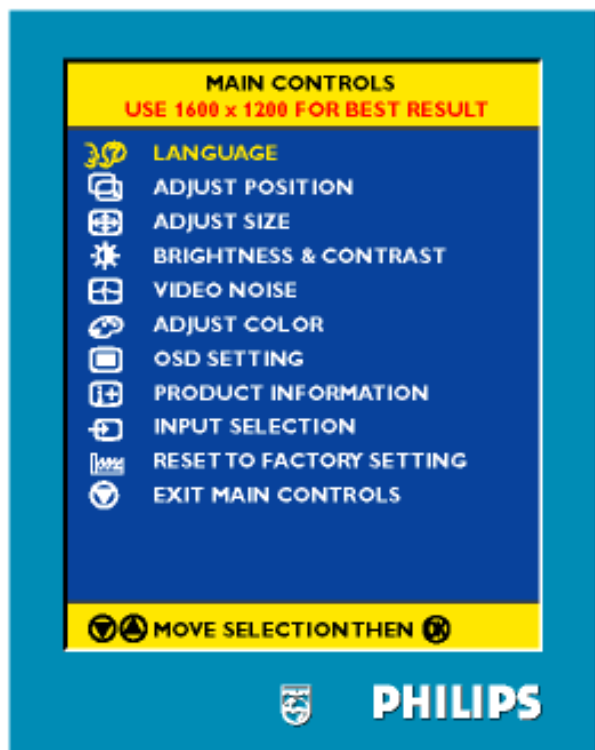 MAIN CONTROLS
USE 1600 x 1200 FOR BEST RESULT
LANGUAGE
ADJUST POSITION
ADJUST SIZE
BRIGHTNESS & CONTRAST
VIDEO NOISE
ADJUST COLOR
OSD SETTING
PRODUCT INFORMATION
INPUT SELECTION
RESET TO FACTORY SETTING
EXIT MAIN CONTROLS
MOVE SELECTION THEN OK
PHILIPS